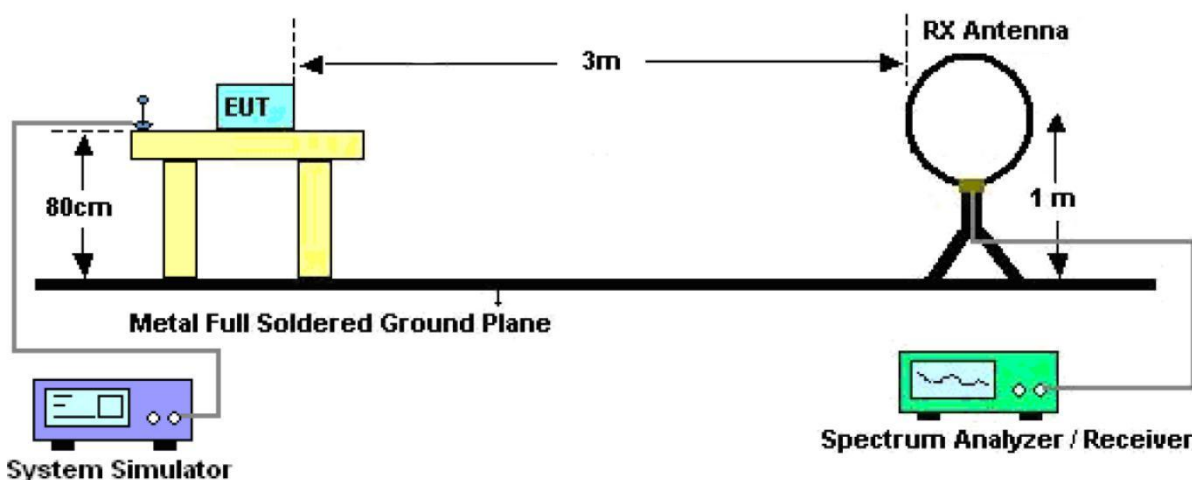 RX Antenna
3m
EUT
80cm
1 m
Metal Full Soldered Ground Plane
Spectrum Analyzer / Receiver
System Simulator